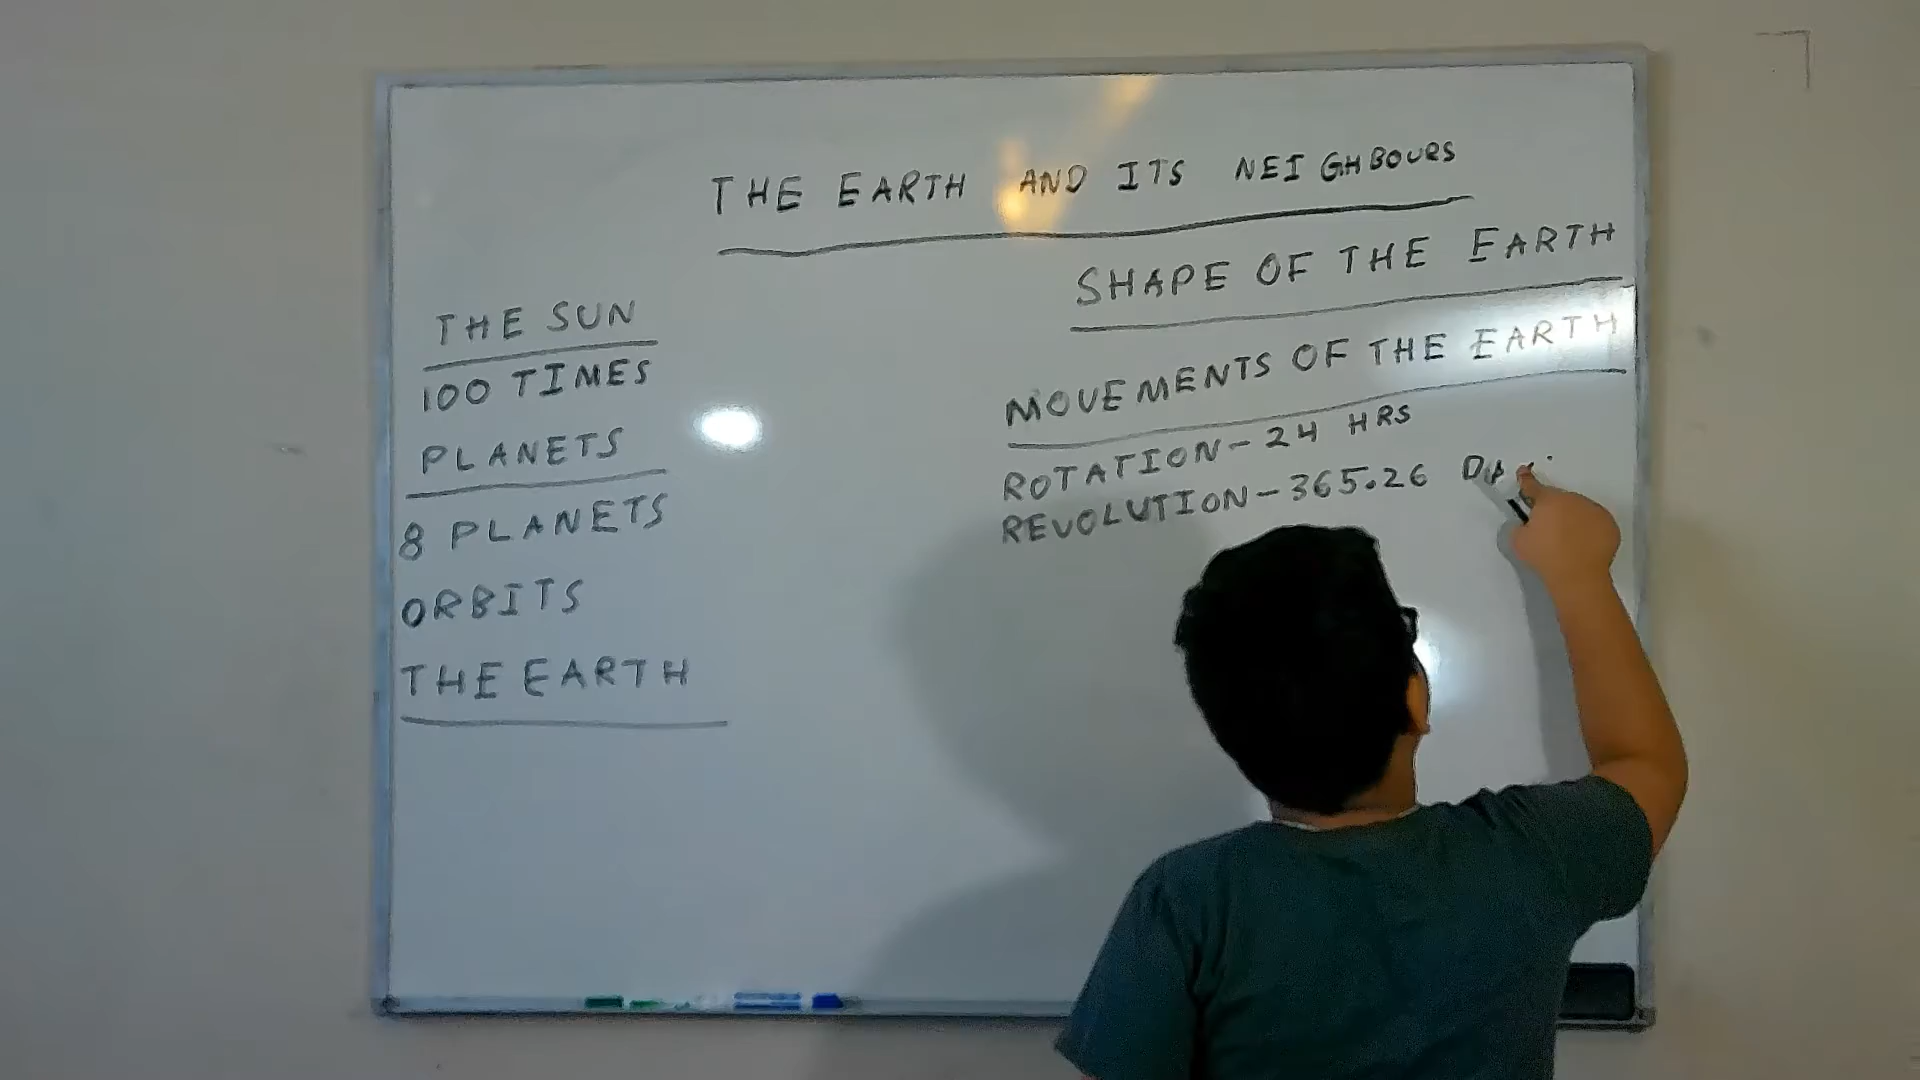 THE EARTH AND ITS NEIGHBOURS
THE SUN
100 TIMES
PLANETS
8 PLANETS
ORBITS
THE EARTH
SHAPE OF THE EARTH
MOVEMENTS OF THE EARTH
ROTATION-24 HRS
REVOLUTION-365.26